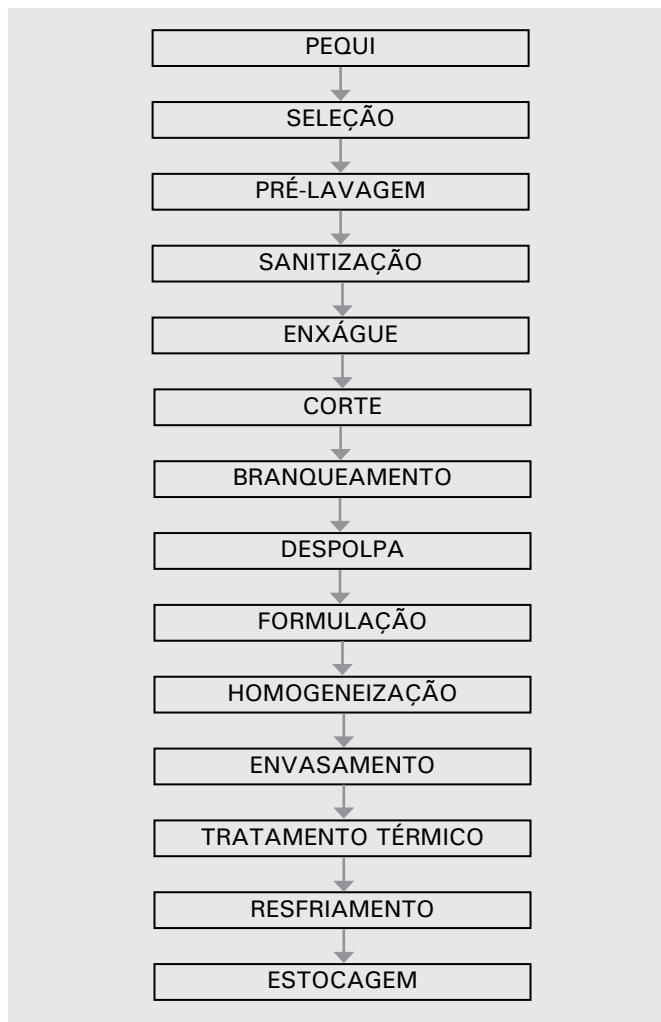 PEQUI
SELEÇÃO
PRÉ-LAVAGEM
SANITIZAÇÃO
ENXÁGUE
CORTE
BRANQUEAMENTO
DESPOLPA
FORMULAÇÃO
HOMOGENEIZAÇÃO
ENVASAMENTO
TRATAMENTO TÉRMICO
RESFRIAMENTO
ESTOCAGEM